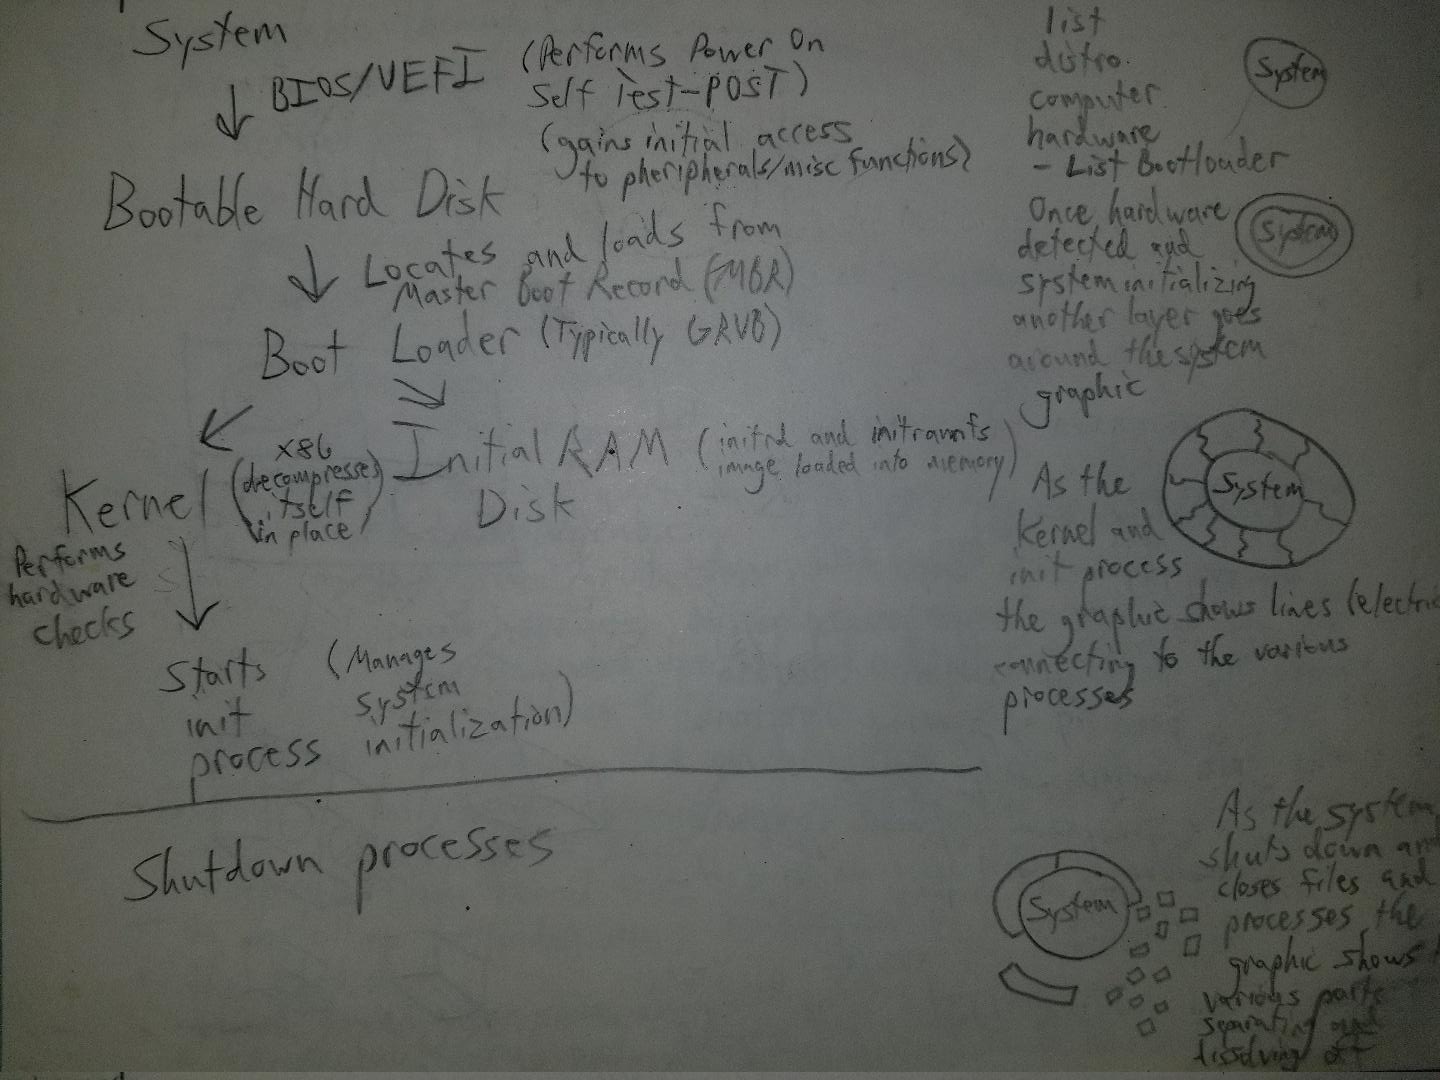 System
BIOS/UEFI
(Performs Power On
Self Test-POST)
(gains initial access
to pheripherals/misc functions)
Bootable Hard Disk
Locates and loads from
Master Boot Record (MBR)
Boot Loader (Typically GRUB)
Kernel
x86
(decompresses
itself
in place)
Initial RAM
Disk
(initrd and initramfs
image loaded into memory)
Performs
hardware
checks
Starts
init
process
(Manages
system
initialization)
Shutdown processes
list
distro
computer
hardware
- List Bootloader
System
Once hardware
detected and
system initializing
another layer goes
around the system
graphic
System
As the
Kernel and
init process
the graphic shows lines (electric
connecting to the various
processes
System
As the system
shuts down an
closes files and
processes the
graphic shows
various parts
separating and
dissolving off
System